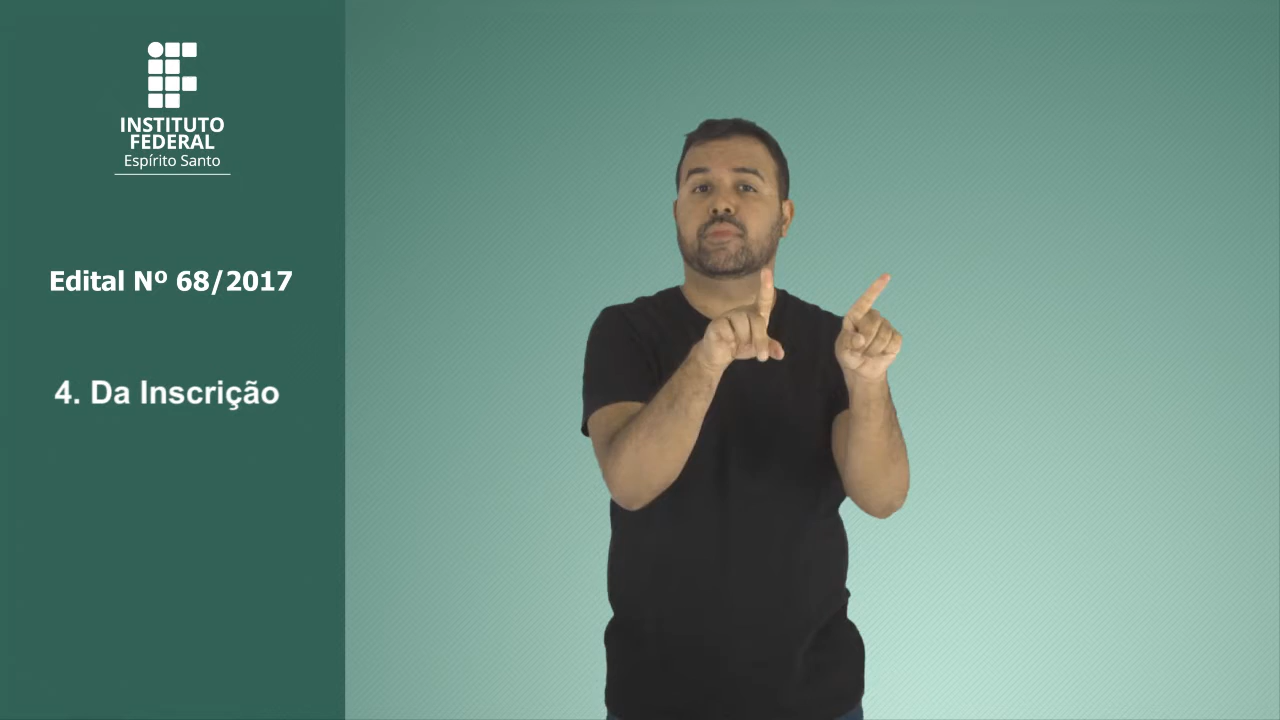 INSTITUTO
FEDERAL
Espírito Santo
Edital Nº 68/2017
4. Da Inscrição